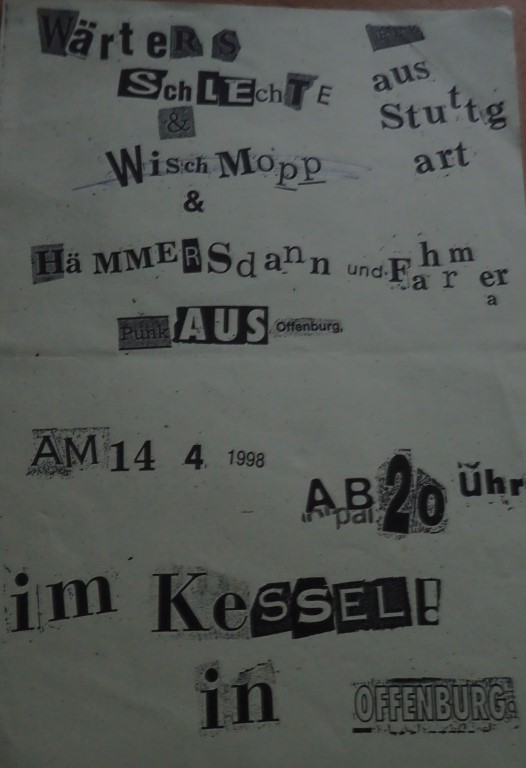 WÄrteRS
aus
SchLEchTE
Stuttg
&
art
WischMopp
&
HäMMERSdann und FahrmFarera
Punk AUS Offenburg,
AM 14 4. 1998
AB 20 Uhr
im KeSSEL!
in OFFENBURG